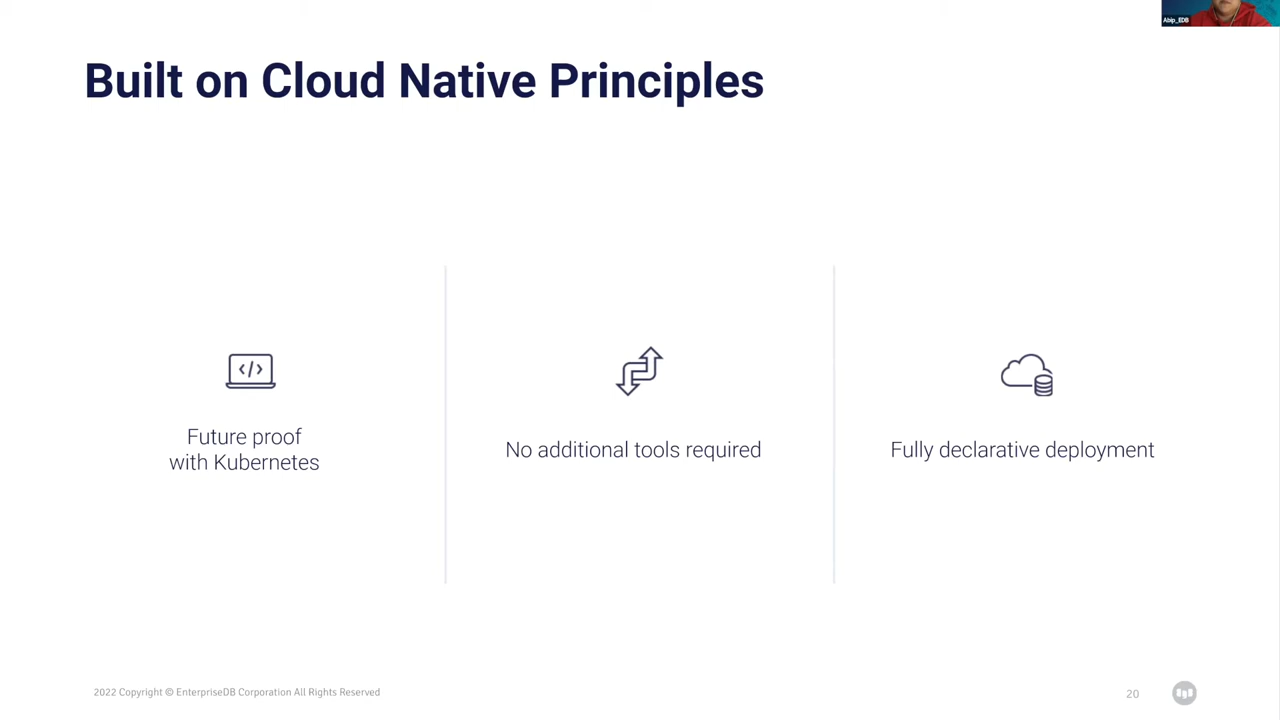 Abip_EDB
Built on Cloud Native Principles
Future proof
with Kubernetes
No additional tools required
Fully declarative deployment
2022 Copyright © EnterpriseDB Corporation All Rights Reserved
20